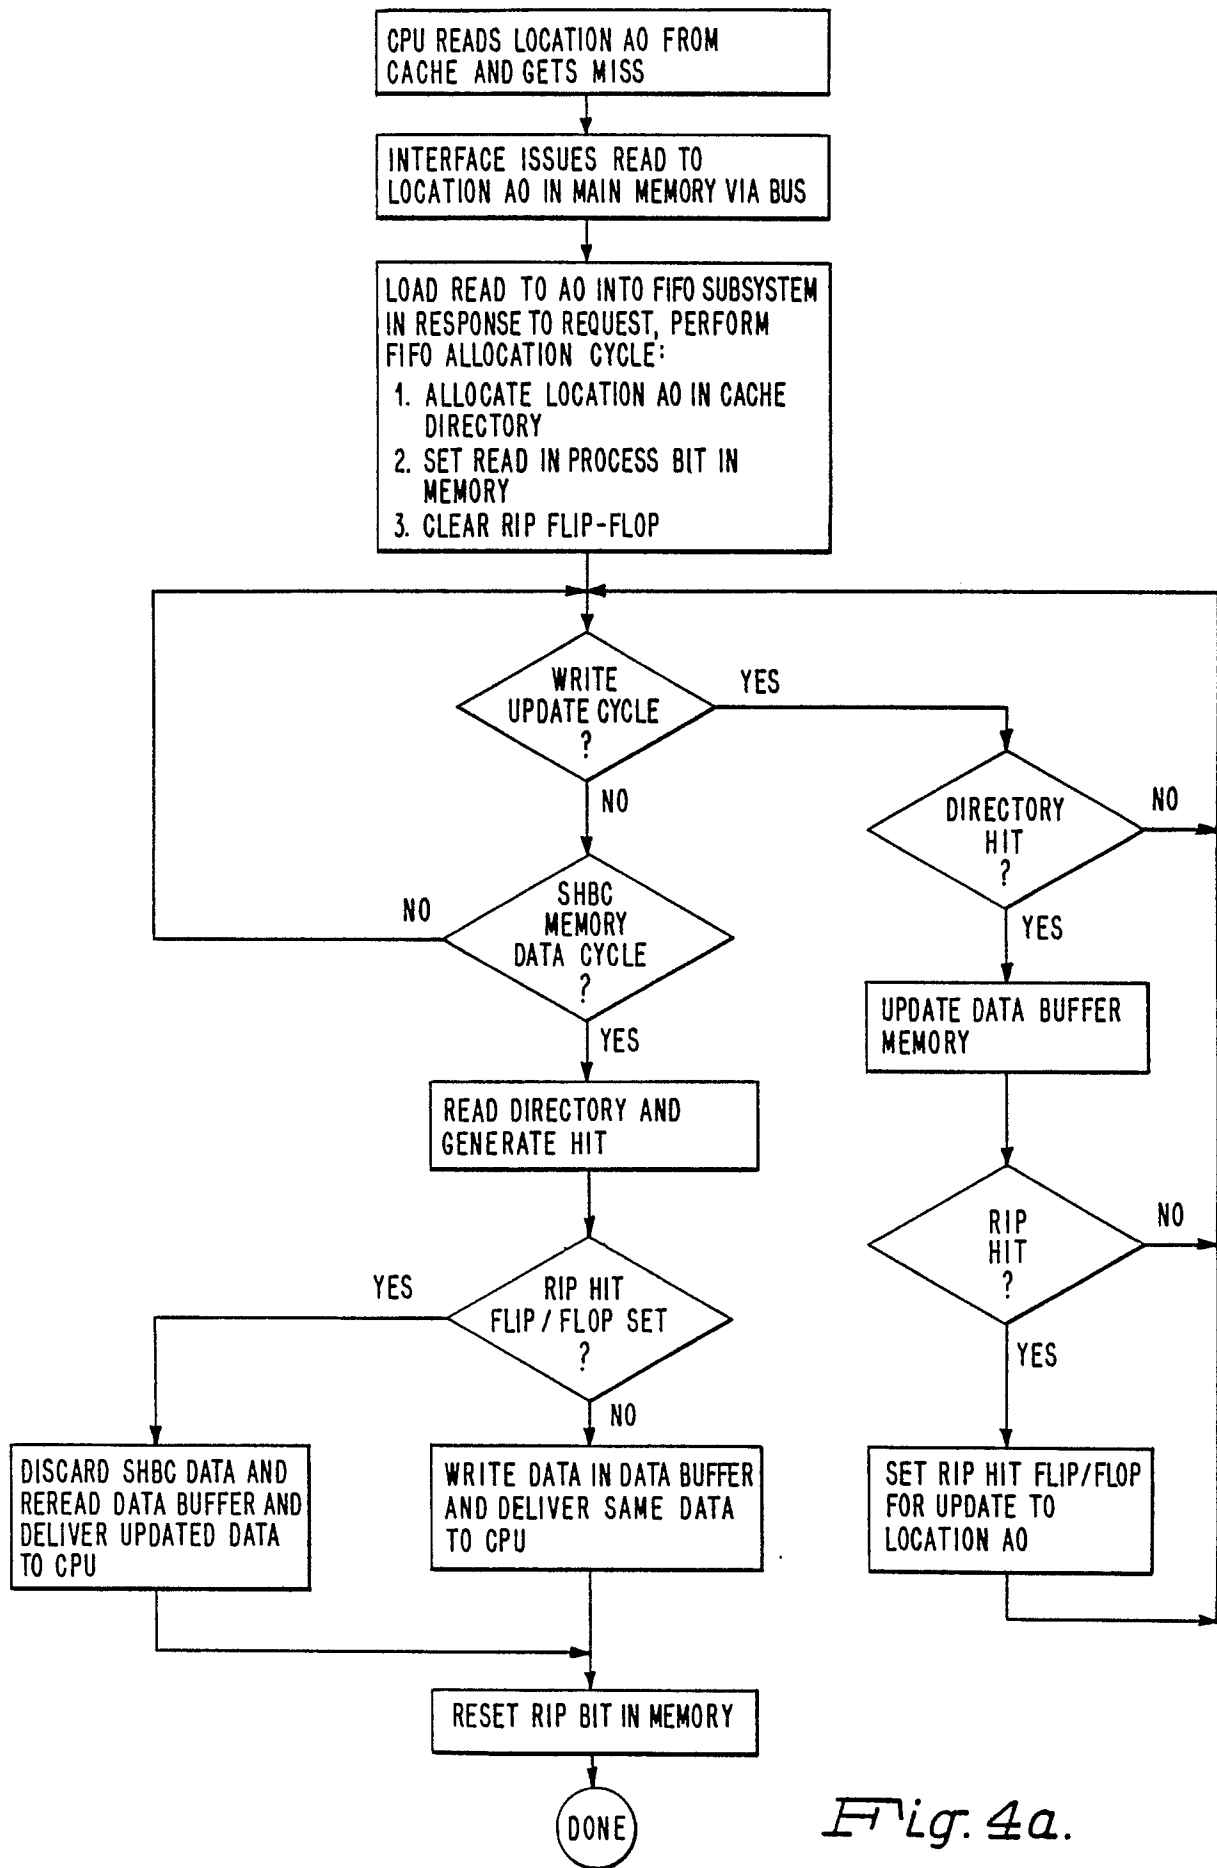 CPU READS LOCATION AO FROM
CACHE AND GETS MISS
INTERFACE ISSUES READ TO
LOCATION AO IN MAIN MEMORY VIA BUS
LOAD READ TO AO INTO FIFO SUBSYSTEM
IN RESPONSE TO REQUEST, PERFORM
FIFO ALLOCATION CYCLE:
1. ALLOCATE LOCATION AO IN CACHE
DIRECTORY
2. SET READ IN PROCESS BIT IN
MEMORY
3. CLEAR RIP FLIP-FLOP
WRITE
UPDATE CYCLE
?
YES
NO
DIRECTORY
HIT
?
NO
YES
SHBC
MEMORY
DATA CYCLE
?
NO
YES
UPDATE DATA BUFFER
MEMORY
READ DIRECTORY AND
GENERATE HIT
RIP
HIT
?
NO
YES
RIP HIT
FLIP/FLOP SET
?
YES
NO
DISCARD SHBC DATA AND
REREAD DATA BUFFER AND
DELIVER UPDATED DATA
TO CPU
WRITE DATA IN DATA BUFFER
AND DELIVER SAME DATA
TO CPU
SET RIP HIT FLIP/FLOP
FOR UPDATE TO
LOCATION AO
RESET RIP BIT IN MEMORY
DONE
Fig. 4a.